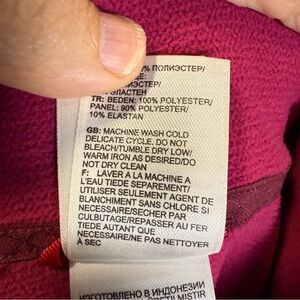 % ПОЛИЭСТЕР/
ПОЛИЭСТЕР/
ЭЛАСТЕН
TR: BEDEN: 100% POLYESTER/
PANEL: 90% POLYESTER/
10% ELASTAN
GB: MACHINE WASH COLD
DELICATE CYCLE. DO NOT
BLEACH/TUMBLE DRY LOW/
WARM IRON AS DESIRED/DO
NOT DRY CLEAN
F: LAVER A LA MACHINE A
L'EAU TIEDE SEPAREMENT/
UTILISER SEULEMENT AGENT DE
BLANCHIMENT SANS CHLORE SI
NECESSAIRE/SECHER PAR
CULBUTAGE/REPASSER AU FER
TIEDE AUTANT QUE
NECESSAIRE/NE PAS NETTOYER
A SEC
ИЗГОТОВЛЕНО В ИНДОНЕЗИИ